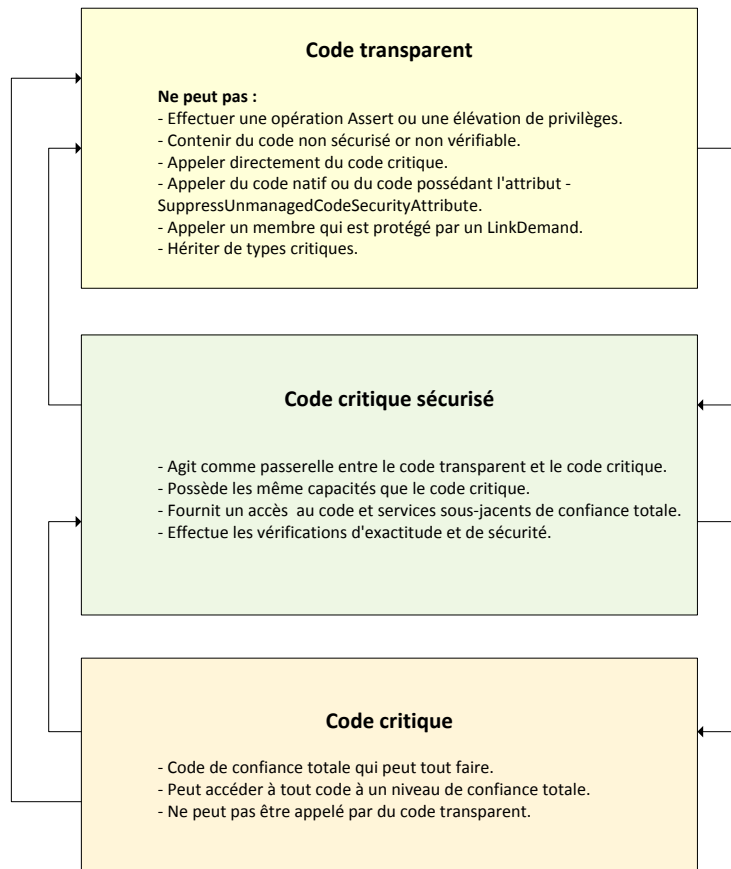 Code transparent
Ne peut pas :
- Effectuer une opération Assert ou une élévation de privilèges.
- Contenir du code non sécurisé or non vérifiable.
- Appeler directement du code critique.
- Appeler du code natif ou du code possédant l'attribut -
SuppressUnmanagedCodeSecurityAttribute.
- Appeler un membre qui est protégé par un LinkDemand.
- Hériter de types critiques.
Code critique sécurisé
- Agit comme passerelle entre le code transparent et le code critique.
- Possède les même capacités que le code critique.
- Fournit un accès au code et services sous-jacents de confiance totale.
- Effectue les vérifications d'exactitude et de sécurité.
Code critique
- Code de confiance totale qui peut tout faire.
- Peut accéder à tout code à un niveau de confiance totale.
- Ne peut pas être appelé par du code transparent.